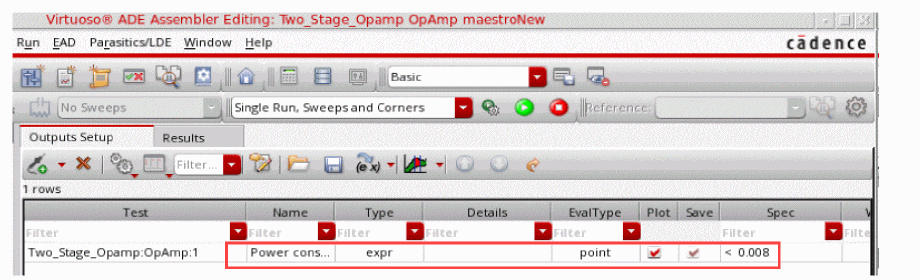 Virtuoso® ADE Assembler Editing: Two_Stage_Opamp OpAmp maestroNew
Run EAD Parasitics/LDE Window Help
cādence
Basic
No Sweeps Single Run, Sweeps and Corners Reference:
Outputs Setup Results
Filter... (e x)
1 rows
Test Name Type Details EvalType Plot Save Spec
Filter Filter Filter Filter Filter Filter Filte
Two_Stage_Opamp:OpAmp:1 Power cons... expr point < 0.008